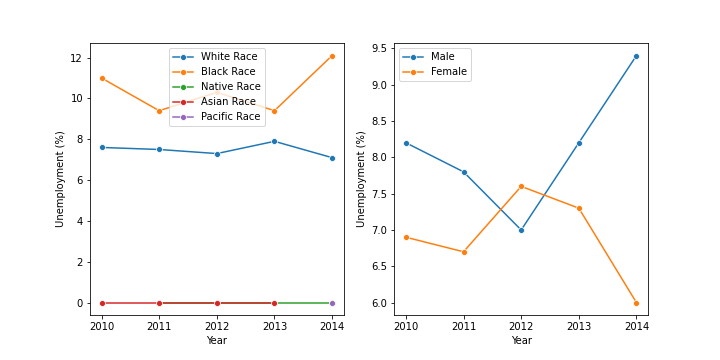 White Race
Black Race
Native Race
Asian Race
Pacific Race
Unemployment (%)
12
10
8
6
4
2
0
2010 2011 2012 2013 2014
Year
Male
Female
Unemployment (%)
9.5
9.0
8.5
8.0
7.5
7.0
6.5
6.0
2010 2011 2012 2013 2014
Year